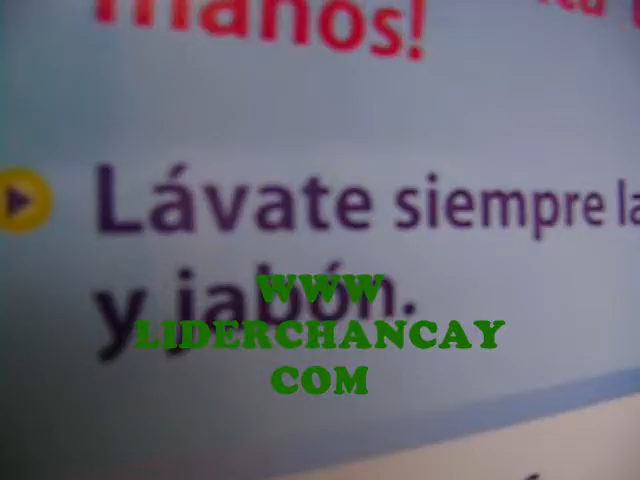 manos!
Lávate siempre la
y jabón.
WWW
LIDERCHANCAY
COM